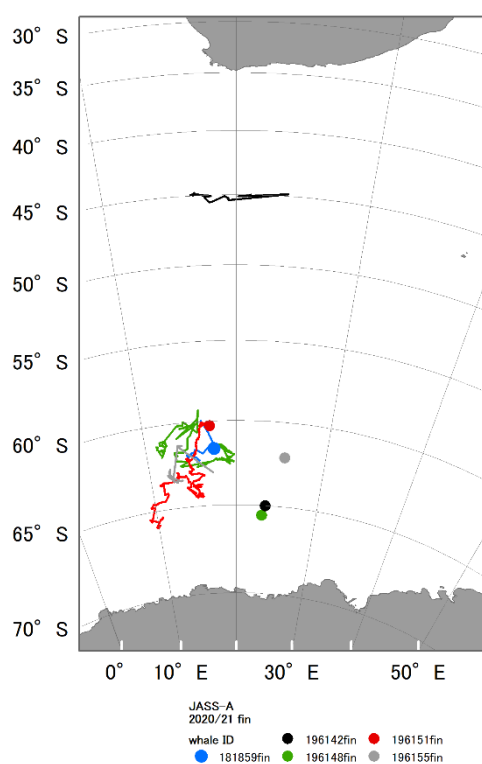 30° S
35° S
40° S
45° S
50° S
55° S
60° S
65° S
70° S
0° 10° E 30° E 50° E
JASS-A
2020/21 fin
whale ID
196142fin 196151fin
181859fin 196148fin 196155fin